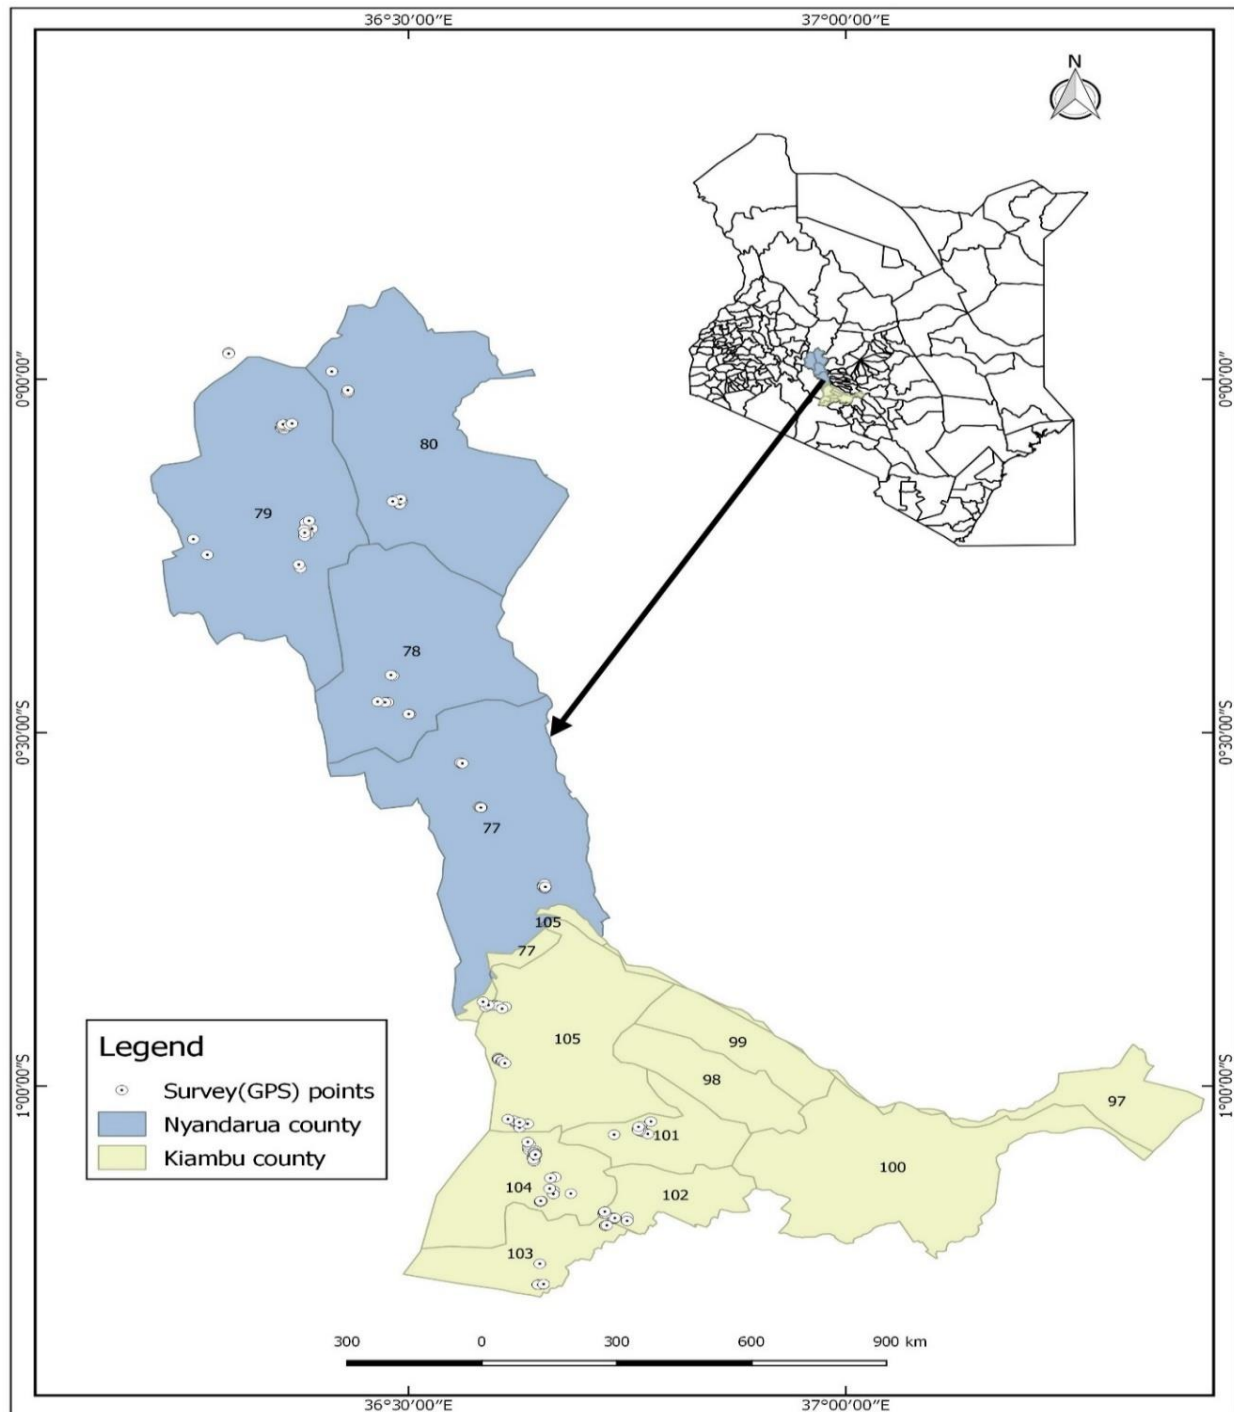 36°30'00"E 37°00'00"E
N
0°00'00" 0°00'00"
80
79
78
0°30'00"S 0°30'00"S
77
105
77
Legend
Survey(GPS) points
Nyandarua county
Kiambu county
105
99
98
1°00'00"S 1°00'00"S
97
101
100
104
102
103
300 0 300 600 900 km
36°30'00"E 37°00'00"E